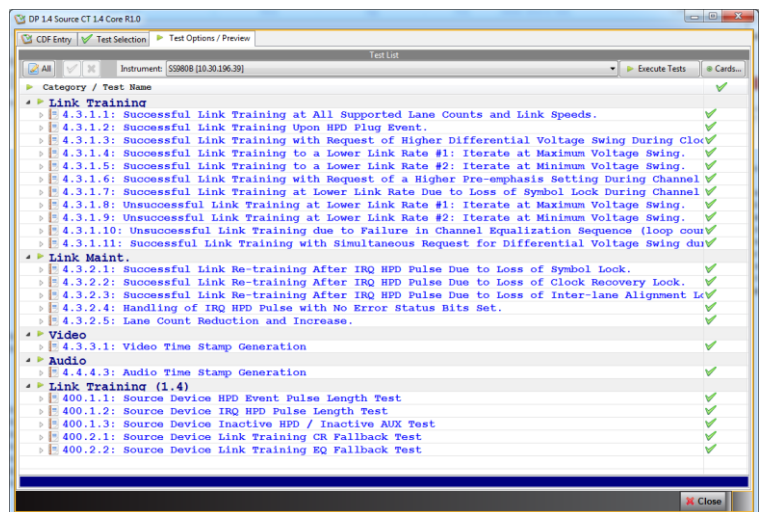 DP 1.4 Source CT 1.4 Core R1.0
CDF Entry Test Selection Test Options / Preview
Test List
All Instrument: SS980B [10.30.196.39] Execute Tests Cards...
Category / Test Name
Link Training
4.3.1.1: Successful Link Training at All Supported Lane Counts and Link Speeds.
4.3.1.2: Successful Link Training Upon HPD Plug Event.
4.3.1.3: Successful Link Training with Request of Higher Differential Voltage Swing During Cloc
4.3.1.4: Successful Link Training to a Lower Link Rate #1: Iterate at Maximum Voltage Swing.
4.3.1.5: Successful Link Training to a Lower Link Rate #2: Iterate at Minimum Voltage Swing.
4.3.1.6: Successful Link Training with Request of a Higher Pre-emphasis Setting During Channel
4.3.1.7: Successful Link Training at Lower Link Rate Due to Loss of Symbol Lock During Channel
4.3.1.8: Unsuccessful Link Training at Lower Link Rate #1: Iterate at Maximum Voltage Swing.
4.3.1.9: Unsuccessful Link Training at Lower Link Rate #2: Iterate at Minimum Voltage Swing.
4.3.1.10: Unsuccessful Link Training due to Failure in Channel Equalization Sequence (loop coun
4.3.1.11: Successful Link Training with Simultaneous Request for Differential Voltage Swing dur
Link Maint.
4.3.2.1: Successful Link Re-training After IRQ HPD Pulse Due to Loss of Symbol Lock.
4.3.2.2: Successful Link Re-training After IRQ HPD Pulse Due to Loss of Clock Recovery Lock.
4.3.2.3: Successful Link Re-training After IRQ HPD Pulse Due to Loss of Inter-lane Alignment Lo
4.3.2.4: Handling of IRQ HPD Pulse with No Error Status Bits Set.
4.3.2.5: Lane Count Reduction and Increase.
Video
4.3.3.1: Video Time Stamp Generation
Audio
4.4.4.3: Audio Time Stamp Generation
Link Training (1.4)
400.1.1: Source Device HPD Event Pulse Length Test
400.1.2: Source Device IRQ HPD Pulse Length Test
400.1.3: Source Device Inactive HPD / Inactive AUX Test
400.2.1: Source Device Link Training CR Fallback Test
400.2.2: Source Device Link Training EQ Fallback Test
Close